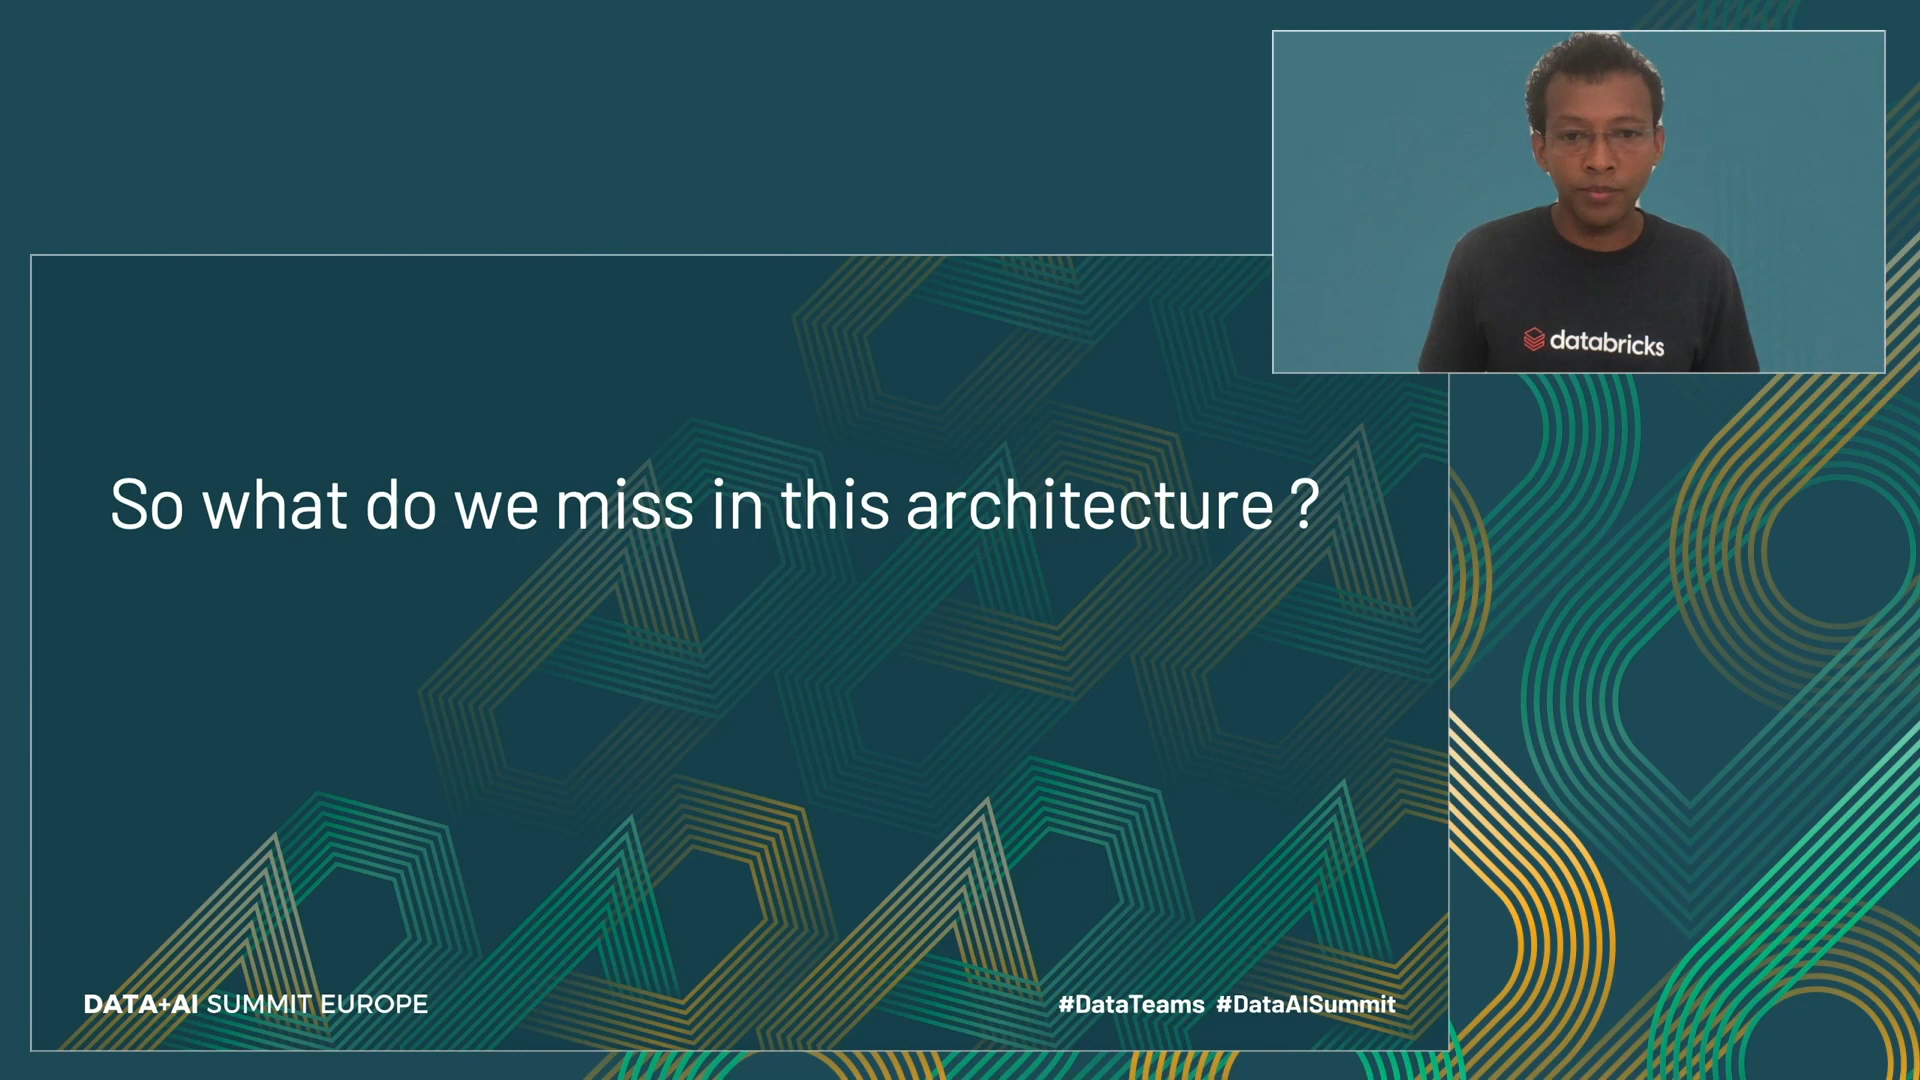 databricks
So what do we miss in this architecture ?
DATA+AI SUMMIT EUROPE
#DataTeams #DataAISummit